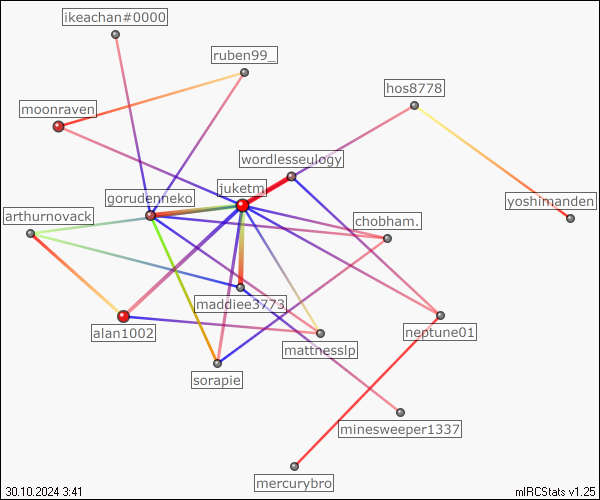 ikeachan#0000
ruben99_
hos8778
moonraven
wordlesseulogy
juketm
gorudenneko
yoshimanden
arthurnovack
chobham.
maddiee3773
alan1002
neptune01
mattnesslp
sorapie
minesweeper1337
mercurybro
30.10.2024 3:41
mIRCStats v1.25